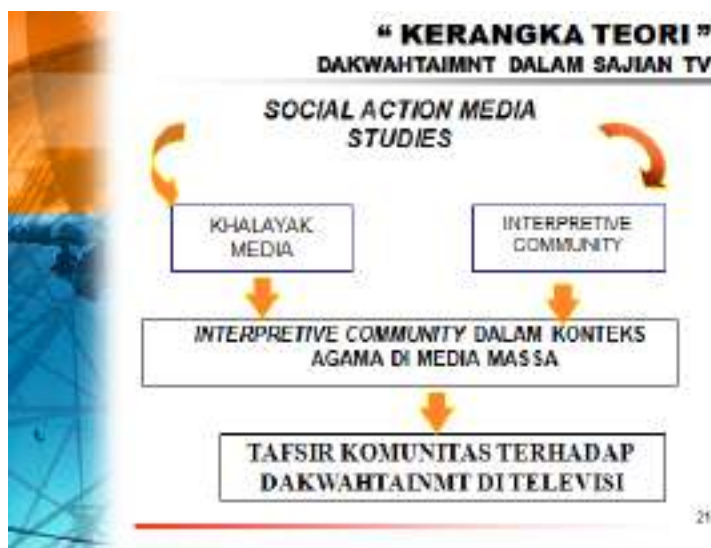 “ KERANGKA TEORI ”
DAKWAHTAIMNT DALAM SAJIAN TV
SOCIAL ACTION MEDIA
STUDIES
KHALAYAK
MEDIA
INTERPRETIVE
COMMUNITY
INTERPRETIVE COMMUNITY DALAM KONTEKS
AGAMA DI MEDIA MASSA
TAFSIR KOMUNITAS TERHADAP
DAKWAHTAINMT DI TELEVISI
21